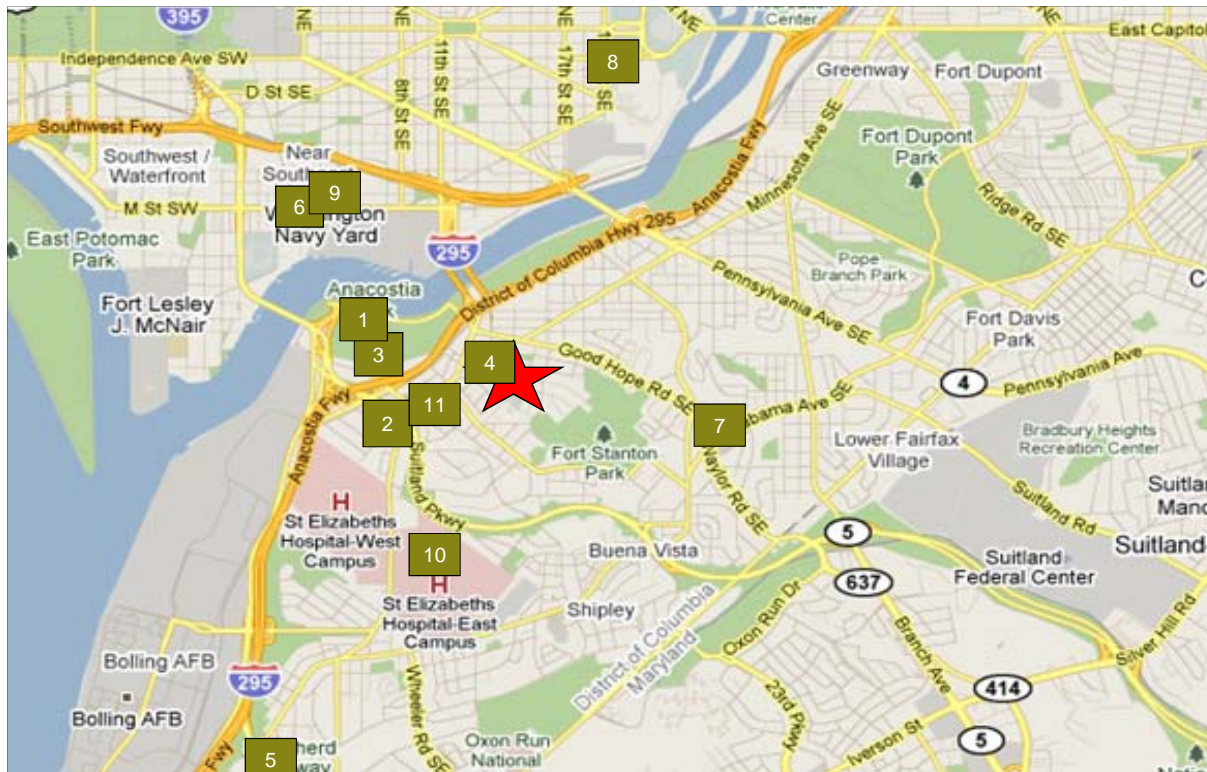 395
NE
NE
NE
Center
East Capitol
Independence Ave SW
11th St SE
17th St SE
8
Greenway
Fort Dupont
D St SE
8th St SE
SE
Southwest Fwy
Southwest /
Waterfront
Near
Anacostia Fwy
Minnesota Ave SE
Fort Dupont
Park
Ridge Rd SE
M St SW
6
9
Navy Yard
East Potomac
Park
295
District of Columbia Hwy 295
Pope
Branch Park
Pennsylvania Ave SE
Anacostia
Fort Lesley
J. McNair
1
3
4
Good Hope Rd SE
Fort Davis
Park
4
Pennsylvania Ave
Anacostia Fwy
2
11
7
Lower Fairfax
Village
Bradbury Heights
Recreation Center
Fort Stanton
Park
Suitland Pkwy
Naylor Rd SE
Suitland Rd
H
St Elizabeths
Hospital-West
Campus
10
Buena Vista
5
637
Suitland
Federal Center
H
St Elizabeths
Hospital-East
Campus
Shipley
District of Columbia
Maryland
Oxon Run Dr
Branch Ave
Silver Hill Rd
Bolling AFB
295
Bolling AFB
Wheeler Rd SE
23rd Pkwy
414
Iverson St
5
Oxon Run
National
5
Fwy